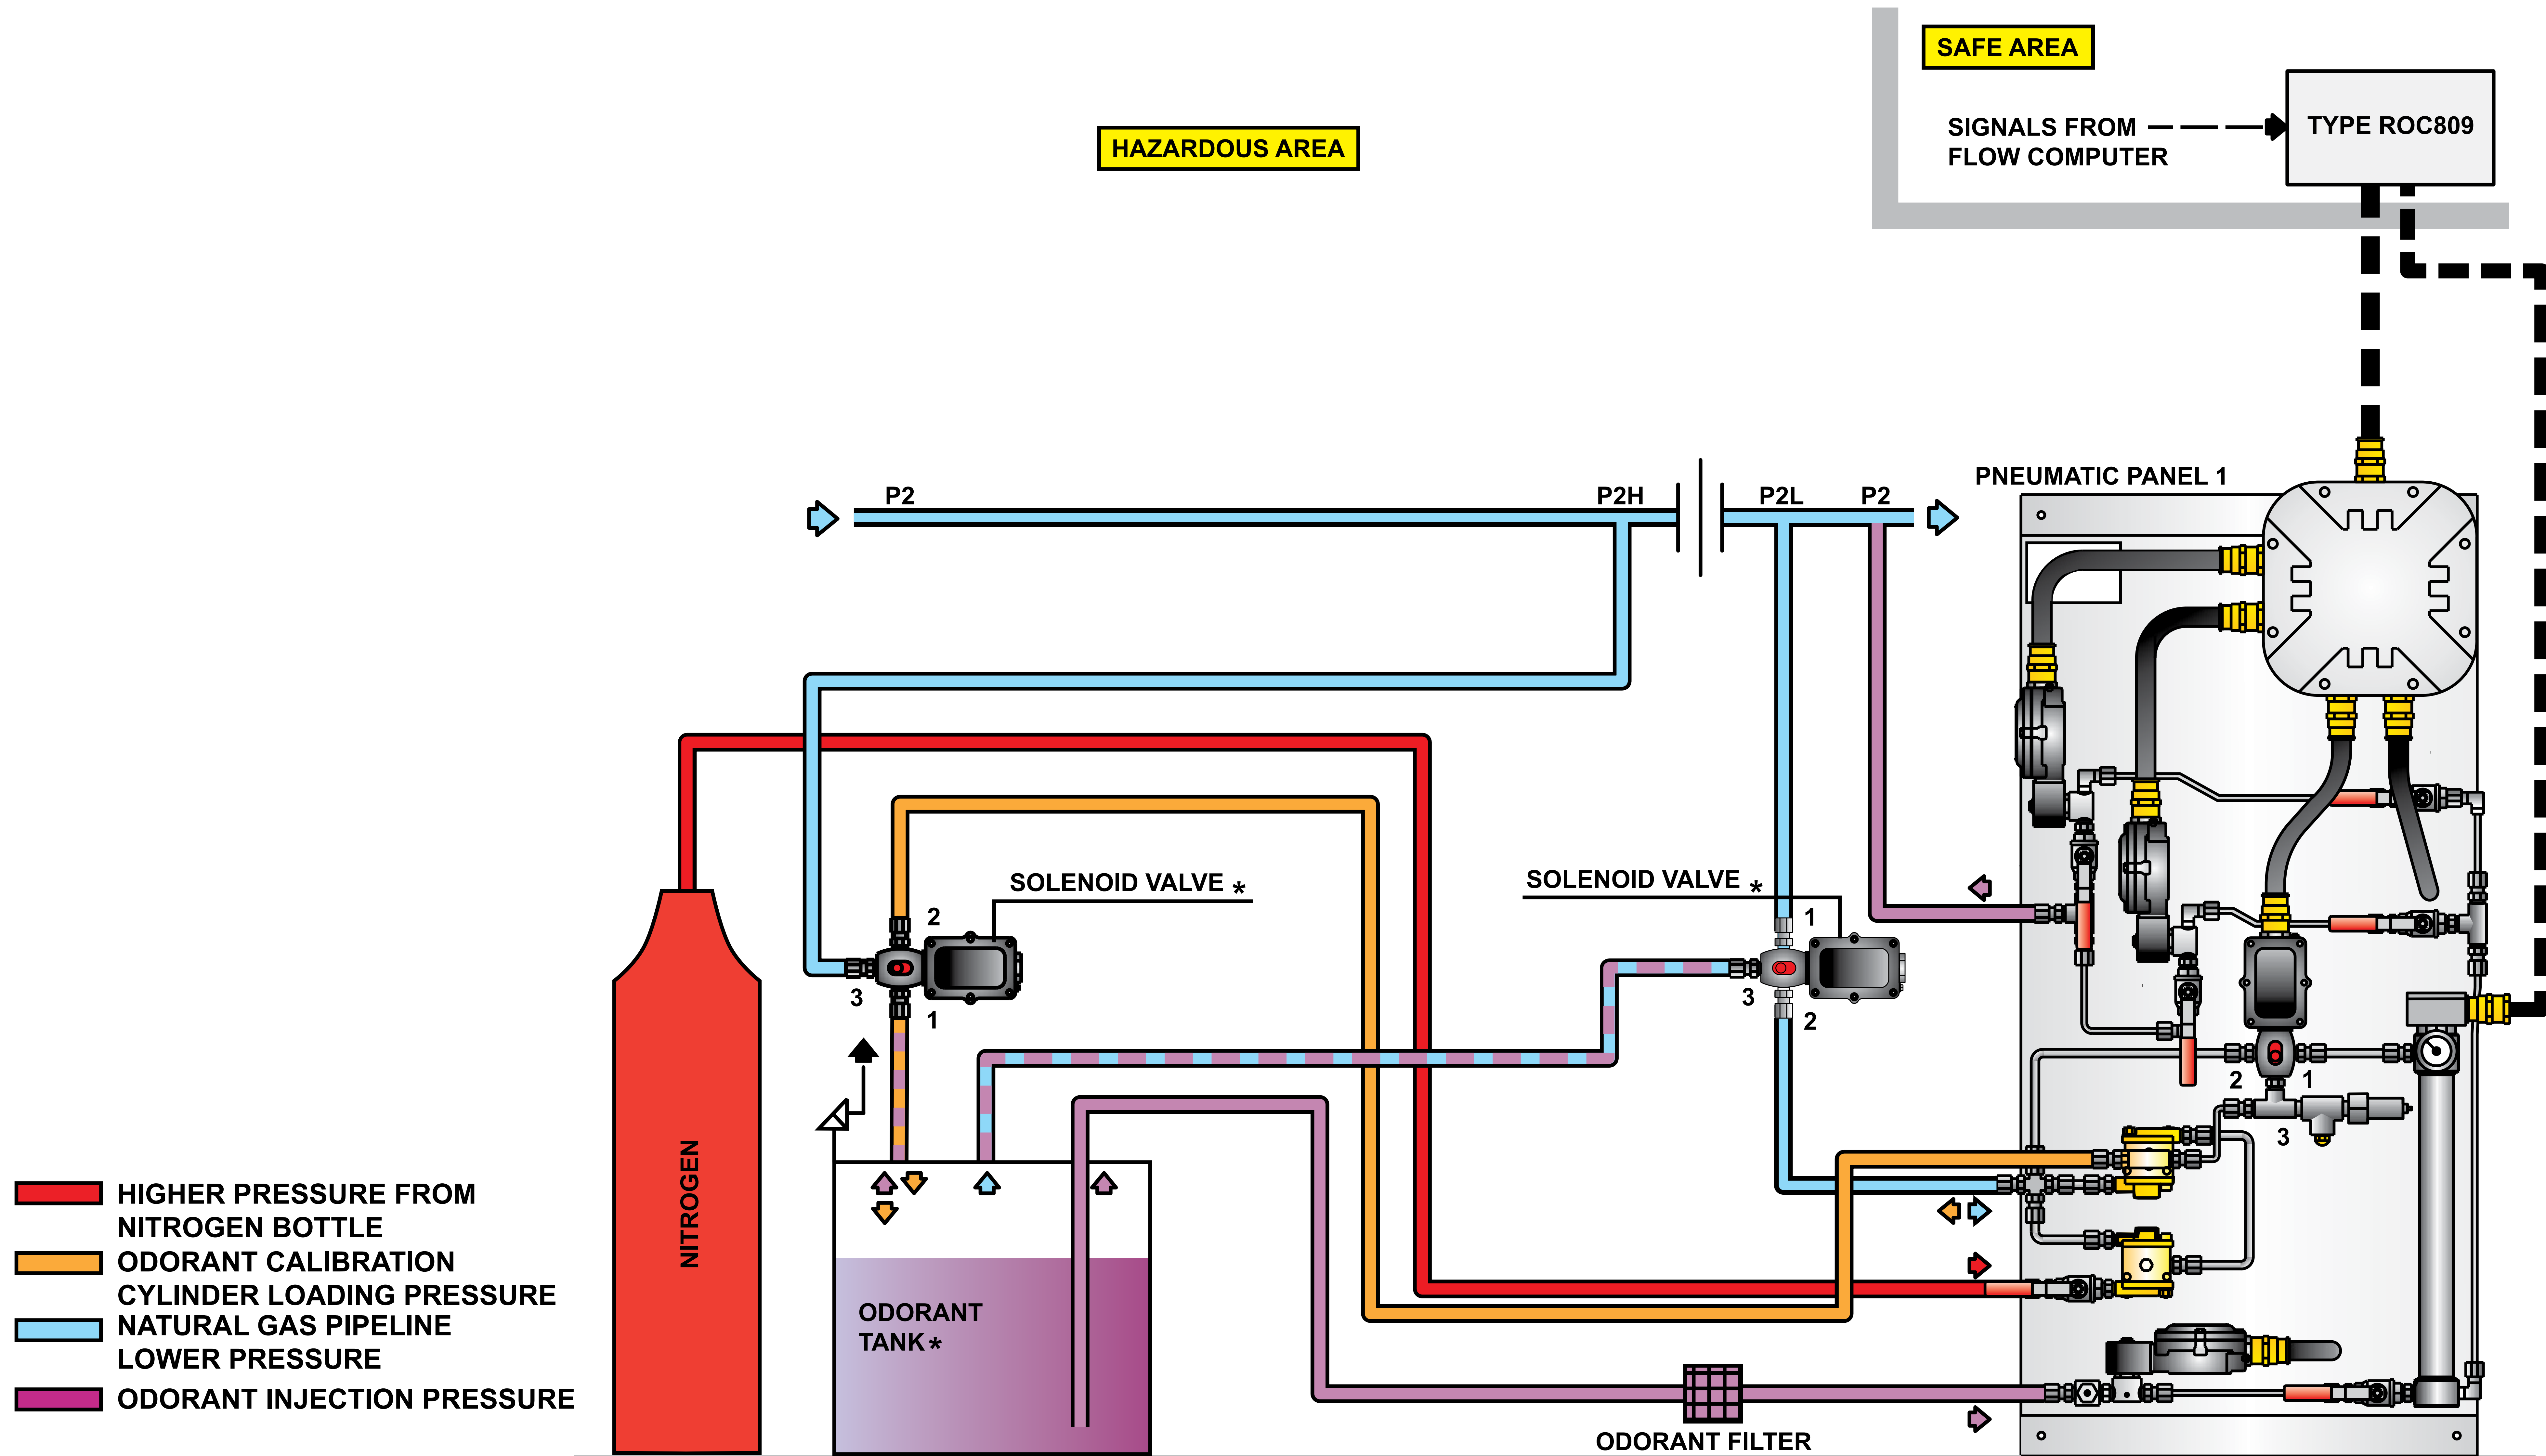 SAFE AREA
SIGNALS FROM
FLOW COMPUTER
TYPE ROC809
HAZARDOUS AREA
PNEUMATIC PANEL 1
P2
P2H
P2L
P2
SOLENOID VALVE *
SOLENOID VALVE *
2
3
1
1
3
2
2
1
3
NITROGEN
HIGHER PRESSURE FROM
NITROGEN BOTTLE
ODORANT CALIBRATION
CYLINDER LOADING PRESSURE
NATURAL GAS PIPELINE
LOWER PRESSURE
ODORANT INJECTION PRESSURE
ODORANT
TANK *
ODORANT FILTER